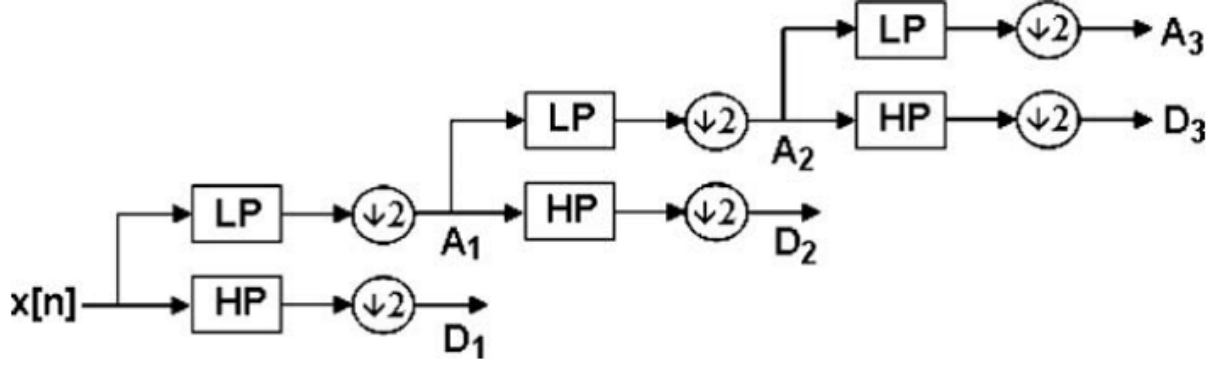 LP ↓2 A₃
LP ↓2 A₂ HP ↓2 D₃
LP ↓2 A₁ HP ↓2 D₂
x[n] HP ↓2 D₁